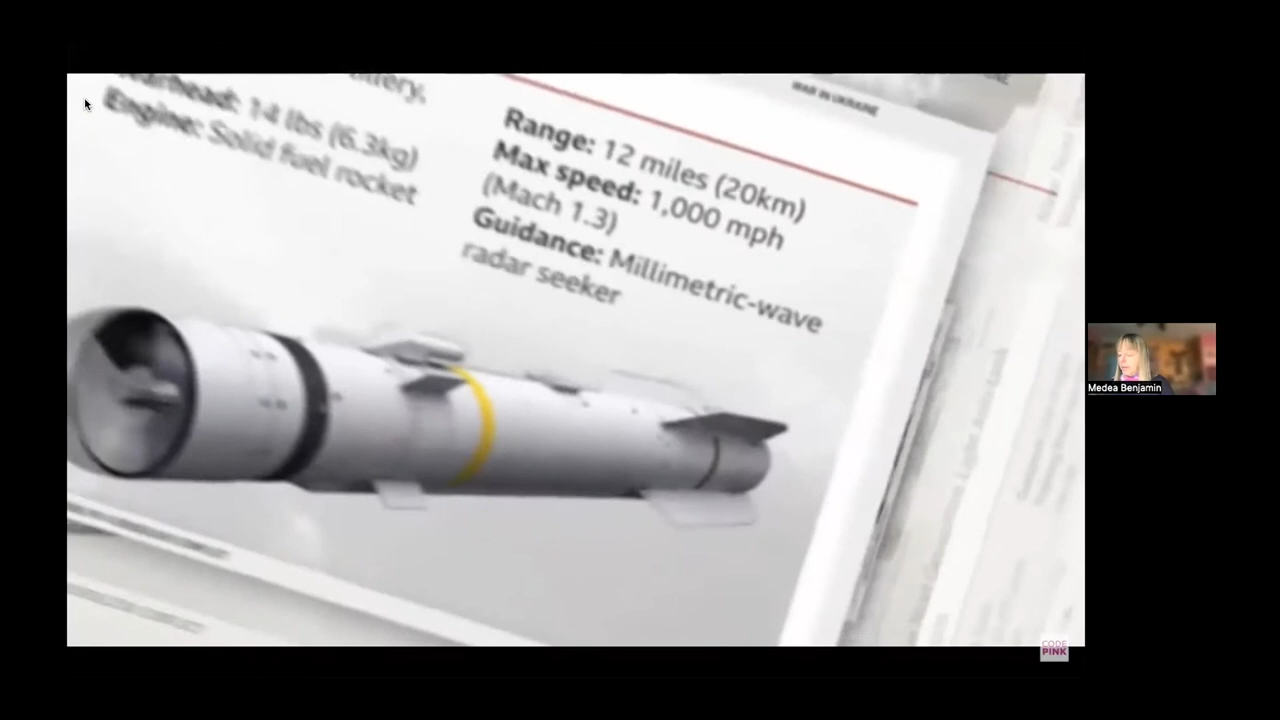 WAR IN UKRAINE
Warhead: 14 lbs (6.3kg)
Engine: Solid fuel rocket
Range: 12 miles (20km)
Max speed: 1,000 mph
(Mach 1.3)
Guidance: Millimetric-wave
radar seeker
Medea Benjamin
CODE
PINK